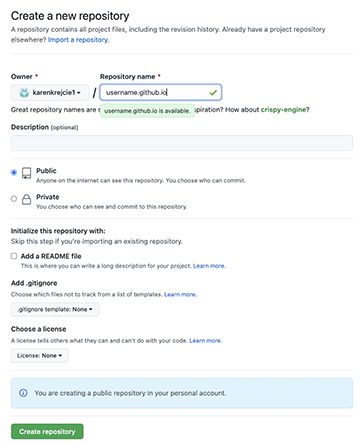 Create a new repository
A repository contains all project files, including the revision history. Already have a project repository
elsewhere? Import a repository.
Owner * Repository name *
karenkrejcie1 / username.github.io
Great repository names are s piration? How about crispy-engine?
username.github.io is available.
Description (optional)
Public
Anyone on the internet can see this repository. You choose who can commit.
Private
You choose who can see and commit to this repository.
Initialize this repository with:
Skip this step if you're importing an existing repository.
Add a README file
This is where you can write a long description for your project. Learn more.
Add .gitignore
Choose which files not to track from a list of templates. Learn more.
.gitignore template: None
Choose a license
A license tells others what they can and can't do with your code. Learn more.
License: None
You are creating a public repository in your personal account.
Create repository